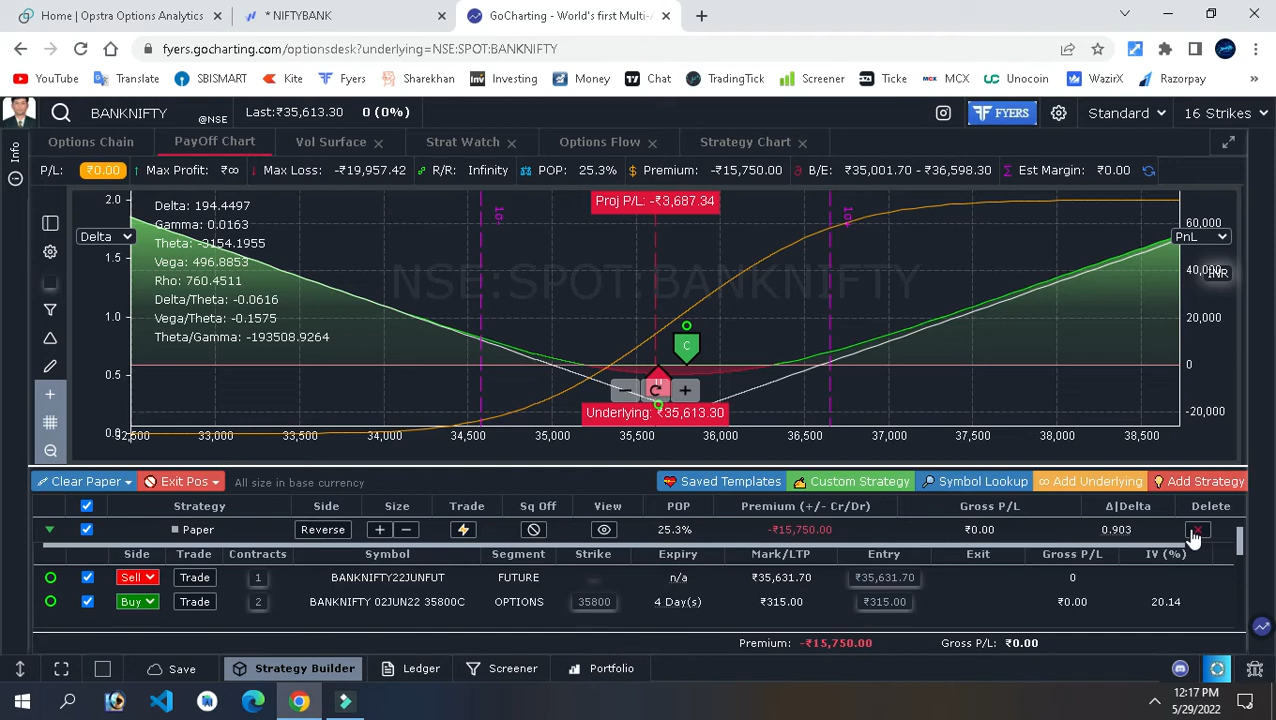 Home | Opstra Options Analytics
* NIFTYBANK
GoCharting - World's first Multi-A
fyers.gocharting.com/optionsdesk?underlying=NSE:SPOT:BANKNIFTY
YouTube Translate SBISMART Kite Fyers Sharekhan Investing Money Chat TradingTick Screener Ticke MCX Unocoin WazirX Razorpay
BANKNIFTY @NSE Last:₹35,613.30 0 (0%) FYERS Standard 16 Strikes
Info
Options Chain PayOff Chart Vol Surface Strat Watch Options Flow Strategy Chart
P/L: ₹0.00 Max Profit: ₹∞ Max Loss: -₹19,957.42 R/R: Infinity POP: 25.3% Premium: -₹15,750.00 B/E: ₹35,001.70 - ₹36,598.30 Est Margin: ₹0.00
Proj P/L: -₹3,687.34
Delta
PnL
INR
2.0
1.5
1.0
0.5
0.0
Delta: 194.4497
Gamma: 0.0163
Theta: -3154.1955
Vega: 496.8853
Rho: 760.4511
Delta/Theta: -0.0616
Vega/Theta: -0.1575
Theta/Gamma: -193508.9264
NSE:SPOT:BANKNIFTY
60,000
40,000
20,000
0
-20,000
C
Underlying: ₹35,613.30
32,500 33,000 33,500 34,000 34,500 35,000 35,500 36,000 36,500 37,000 37,500 38,000 38,500
Clear Paper Exit Pos All size in base currency Saved Templates Custom Strategy Symbol Lookup Add Underlying Add Strategy
Strategy Side Size Trade Sq Off View POP Premium (+/- Cr/Dr) Gross P/L Δ|Delta Delete
Paper Reverse + − 25.3% -₹15,750.00 ₹0.00 0.903
Side Trade Contracts Symbol Segment Strike Expiry Mark/LTP Entry Exit Gross P/L IV (%)
Sell Trade 1 BANKNIFTY22JUNFUT FUTURE n/a ₹35,631.70 ₹35,631.70 0
Buy Trade 2 BANKNIFTY 02JUN22 35800C OPTIONS 35800 4 Day(s) ₹315.00 ₹315.00 ₹0.00 20.14
Premium: -₹15,750.00 Gross P/L: ₹0.00
Save Strategy Builder Ledger Screener Portfolio
12:17 PM
5/29/2022